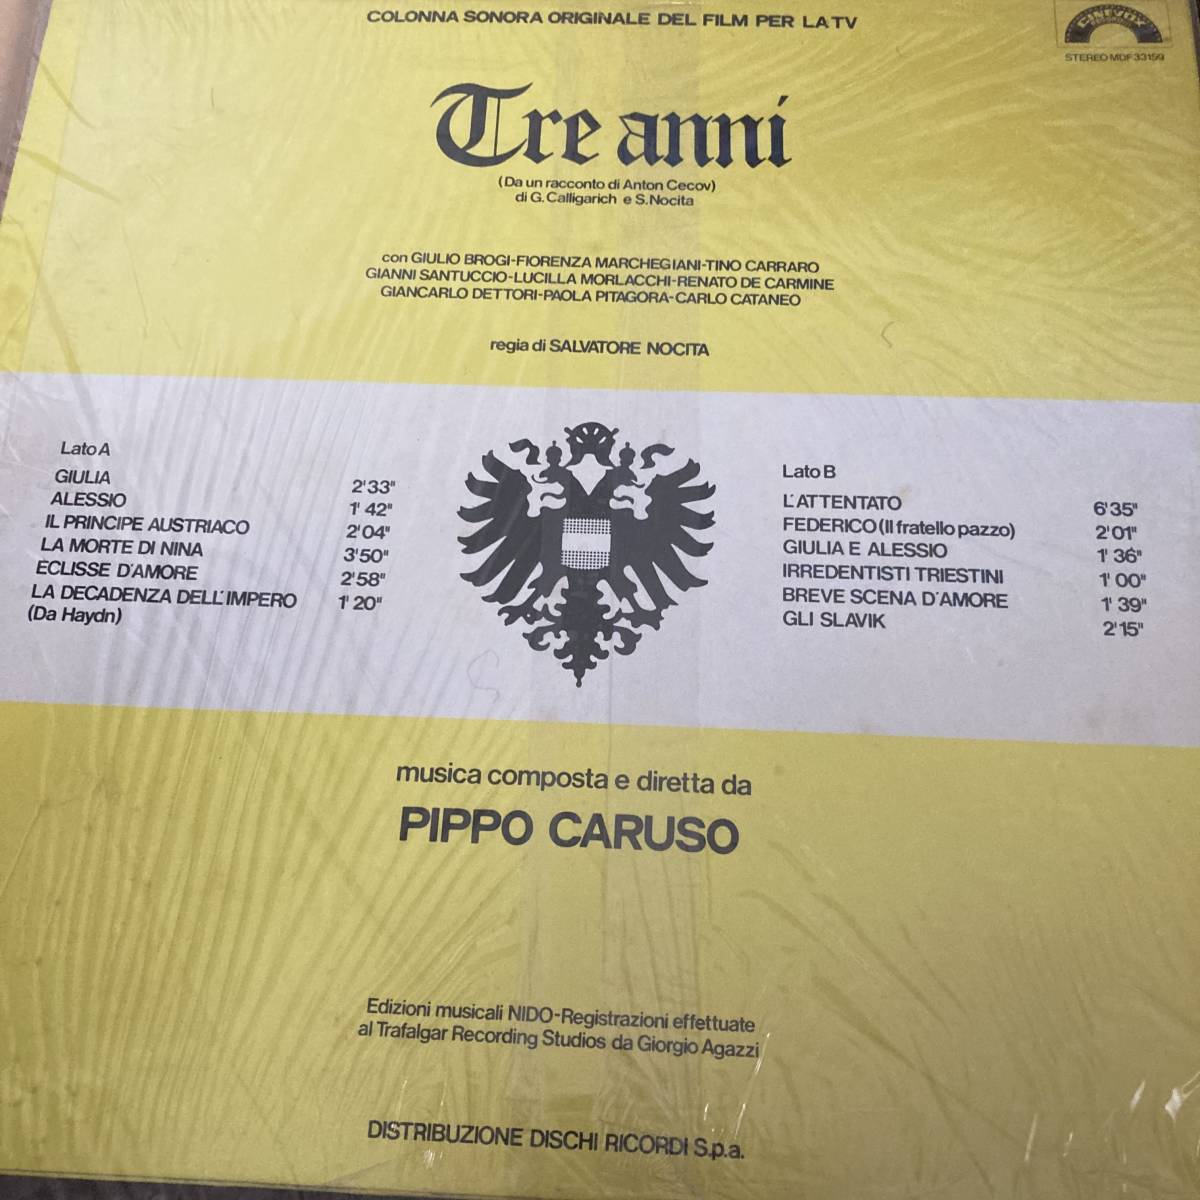 COLONNA SONORA ORIGINALE DEL FILM PER LA TV
CINEVOX
STEREO MDF 33159
Tre anni
(Da un racconto di Anton Cecov)
di G. Calligarich e S. Nocita
con GIULIO BROGI-FIORENZA MARCHEGIANI-TINO CARRARO
GIANNI SANTUCCIO-LUCILLA MORLACCHI-RENATO DE CARMINE
GIANCARLO DETTORI-PAOLA PITAGORA-CARLO CATANEO
regia di SALVATORE NOCITA
Lato A
GIULIA 2'33"
ALESSIO 1' 42"
IL PRINCIPE AUSTRIACO 2'04"
LA MORTE DI NINA 3'50"
ECLISSE D'AMORE 2'58"
LA DECADENZA DELL'IMPERO 1' 20"
(Da Haydn)
Lato B
L'ATTENTATO 6'35"
FEDERICO (Il fratello pazzo) 2'01"
GIULIA E ALESSIO 1' 36"
IRREDENTISTI TRIESTINI 1' 00"
BREVE SCENA D'AMORE 1' 39"
GLI SLAVIK 2'15"
musica composta e diretta da
PIPPO CARUSO
Edizioni musicali NIDO-Registrazioni effettuate
al Trafalgar Recording Studios da Giorgio Agazzi
DISTRIBUZIONE DISCHI RICORDI S.p.a.